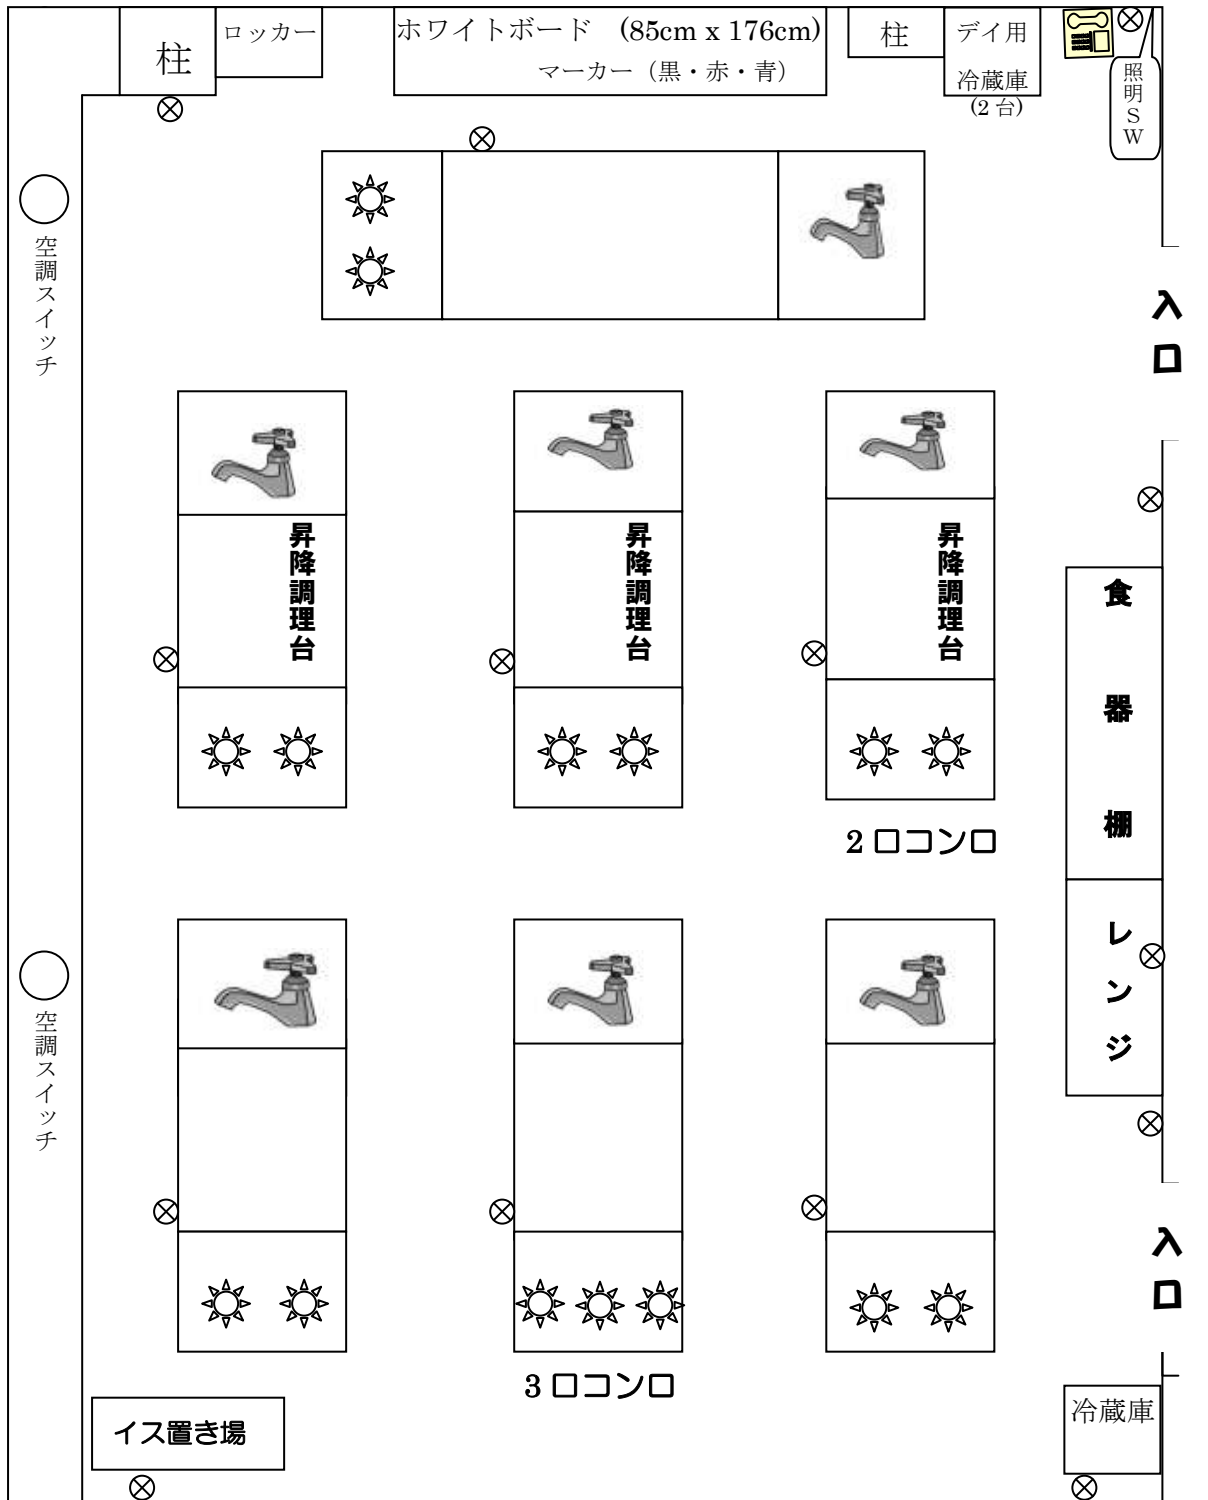 柱
ロッカー
ホワイトボード (85cm x 176cm)
マーカー（黒・赤・青）
柱
デイ用
冷蔵庫
(2 台)
照明SW
空調スイッチ
入口
昇降調理台
昇降調理台
昇降調理台
食器棚
2 口コンロ
レンジ
空調スイッチ
入口
3 口コンロ
イス置き場
冷蔵庫